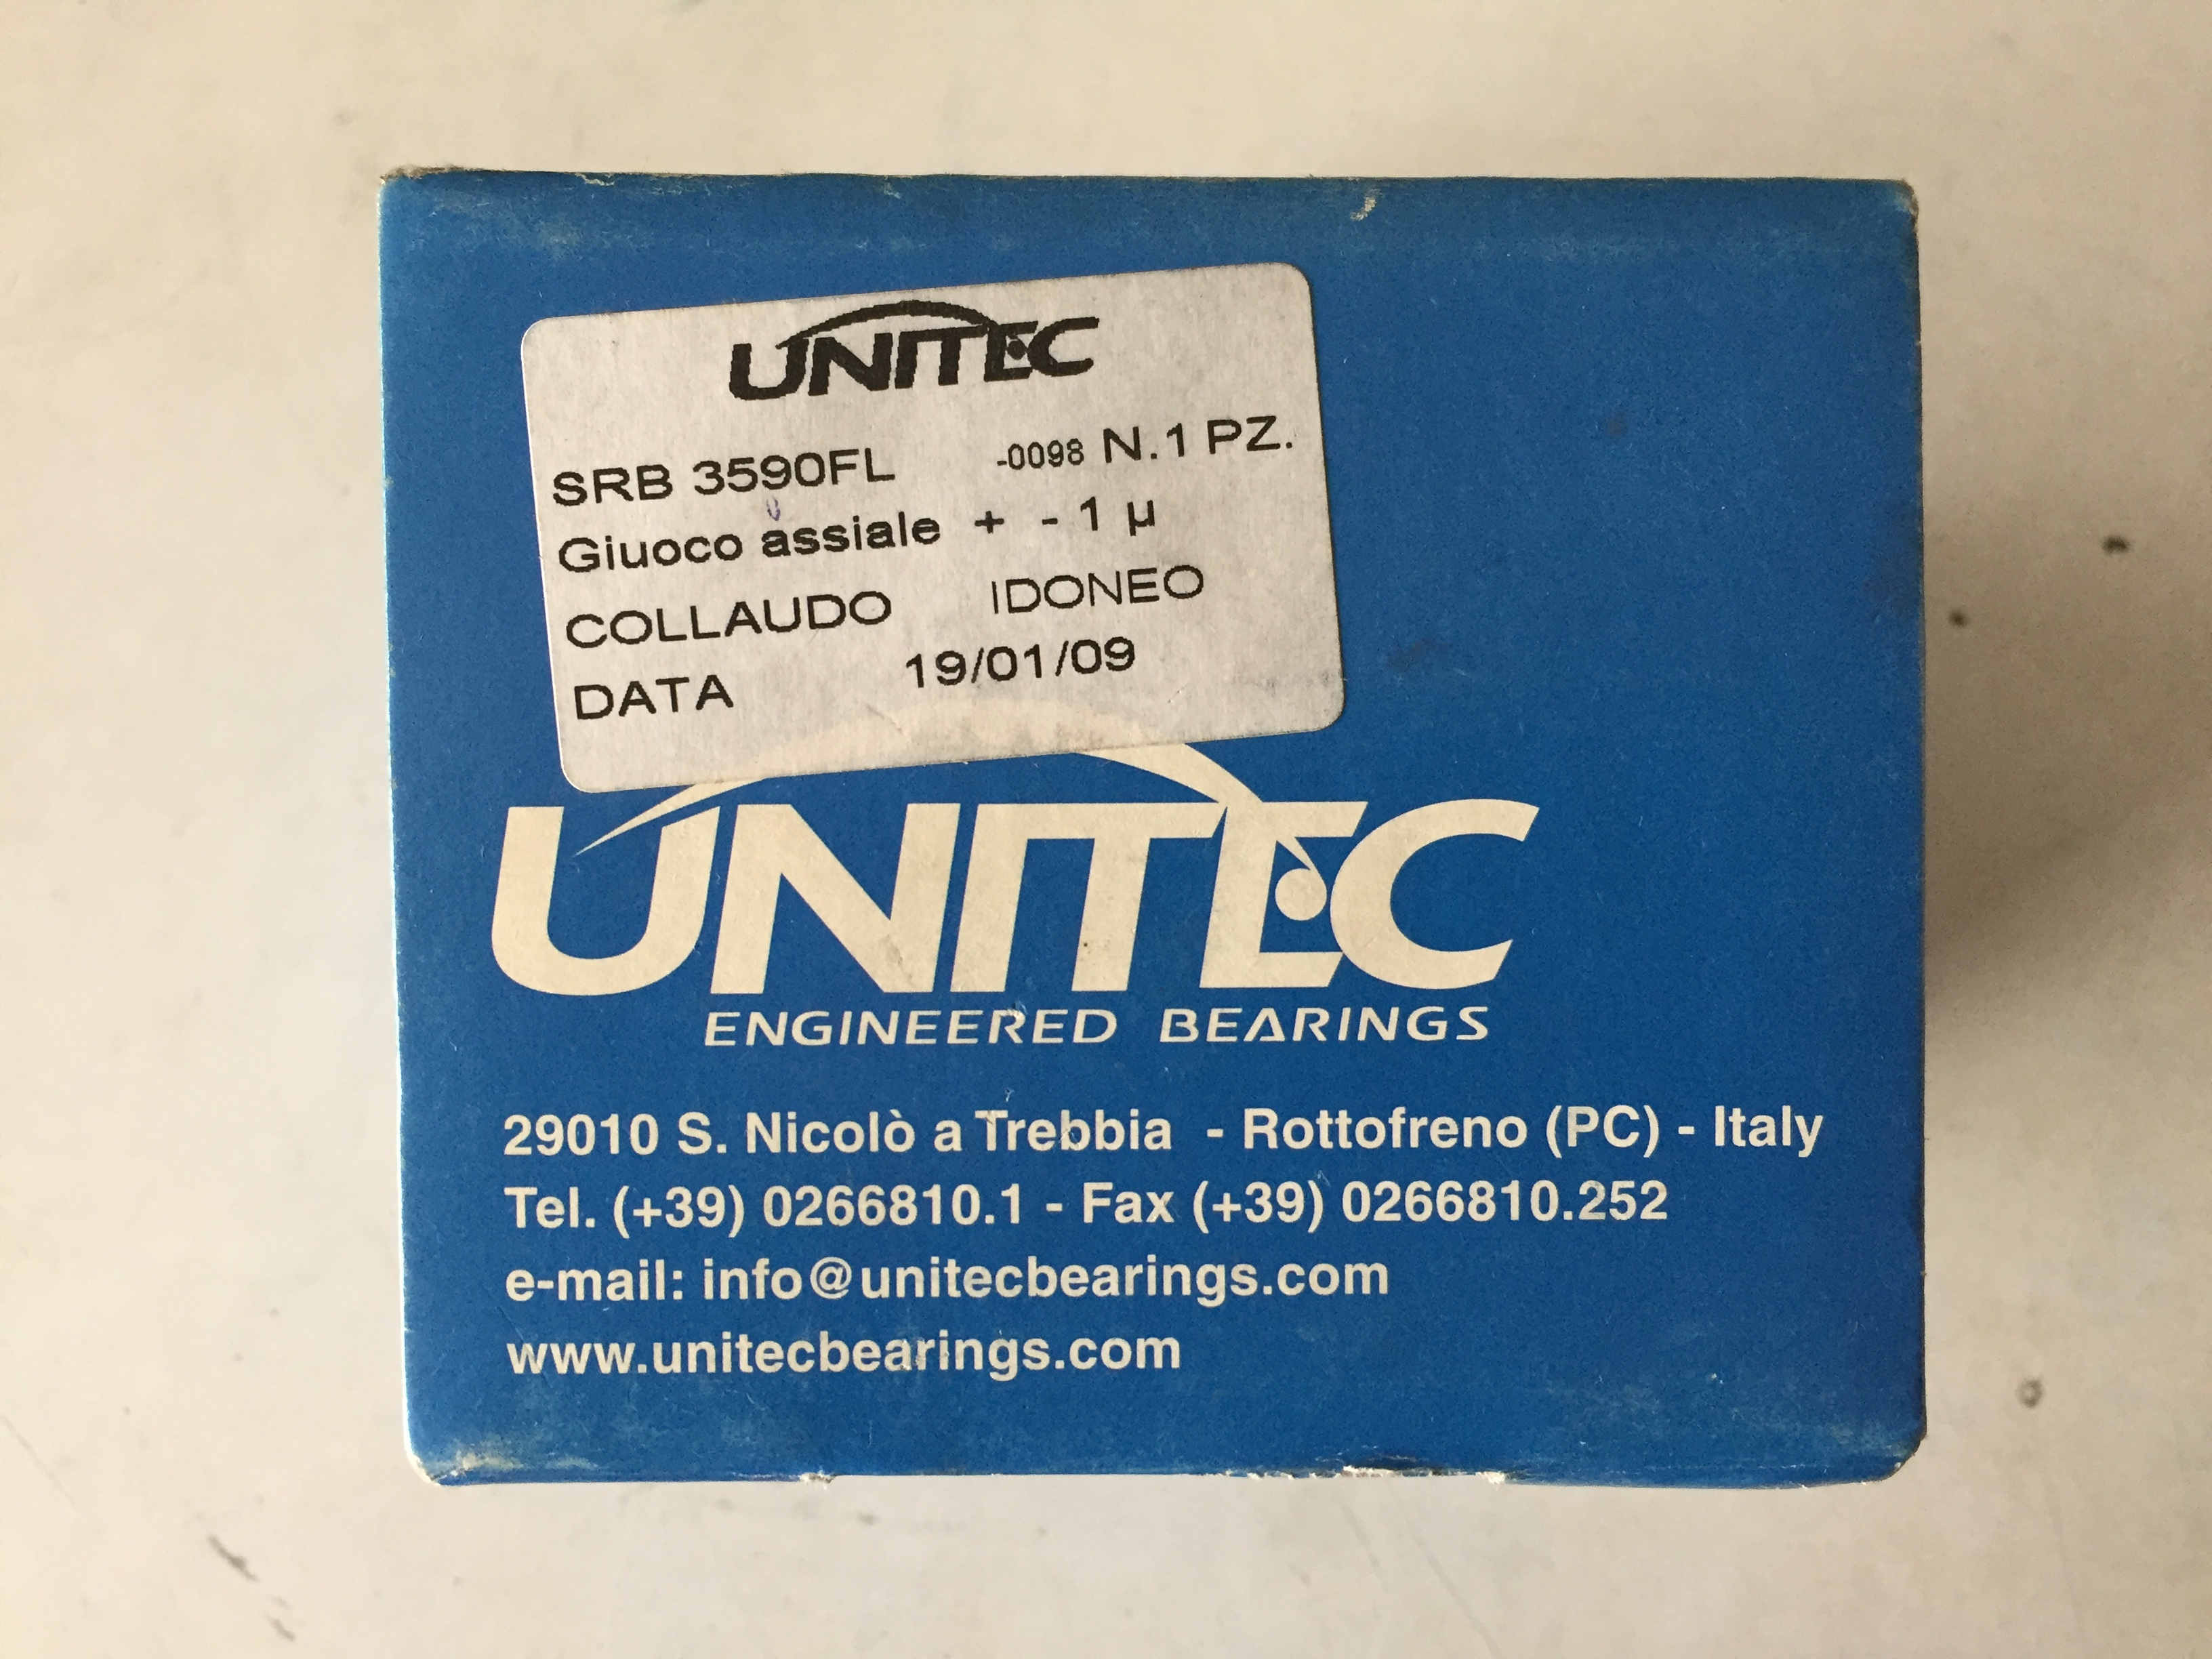 UNITEC
SRB 3590FL -0098 N.1 PZ.
Giuoco assiale + - 1 µ
COLLAUDO IDONEO
DATA 19/01/09
UNITEC
ENGINEERED BEARINGS
29010 S. Nicolò a Trebbia - Rottofreno (PC) - Italy
Tel. (+39) 0266810.1 - Fax (+39) 0266810.252
e-mail: info@unitecbearings.com
www.unitecbearings.com